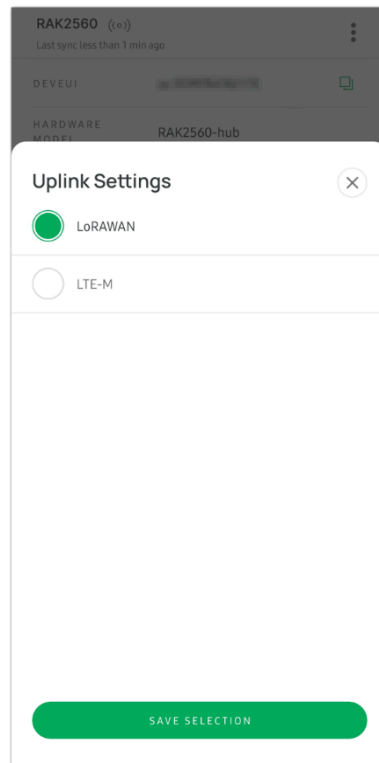 RAK2560 ((o))
Last sync less than 1 min ago
DEVEUI
HARDWARE
MODEL
RAK2560-hub
Uplink Settings
LoRAWAN
LTE-M
SAVE SELECTION